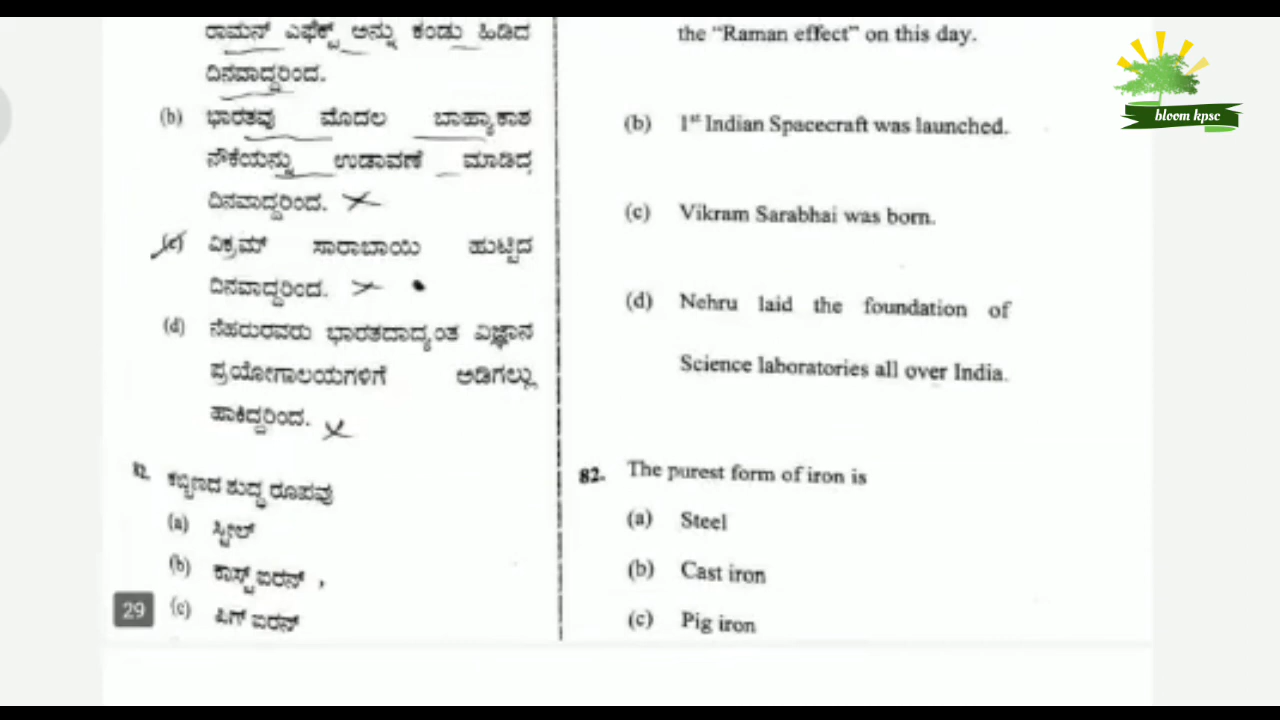 ರಾಮನ್ ಎಫೆಕ್ಟ್ ಅನ್ನು ಕಂಡು ಹಿಡಿದ
ದಿನವಾದ್ದರಿಂದ.
(b) ಭಾರತವು ಮೊದಲ ಬಾಹ್ಯಾಕಾಶ
ನೌಕೆಯನ್ನು ಉಡಾವಣೆ ಮಾಡಿದ
ದಿನವಾದ್ದರಿಂದ.
(c) ವಿಕ್ರಮ್ ಸಾರಾಬಾಯಿ ಹುಟ್ಟಿದ
ದಿನವಾದ್ದರಿಂದ.
(d) ನೆಹರುರವರು ಭಾರತದಾದ್ಯಂತ ವಿಜ್ಞಾನ
ಪ್ರಯೋಗಾಲಯಗಳಿಗೆ ಅಡಿಗಲ್ಲು
ಹಾಕಿದ್ದರಿಂದ.
82. ಕಬ್ಬಿಣದ ಶುದ್ಧ ರೂಪವು
(a) ಸ್ಟೀಲ್
(b) ಕಾಸ್ಟ್ ಐರನ್
(c) ಪಿಗ್ ಐರನ್
29
the “Raman effect” on this day.
(b) 1st Indian Spacecraft was launched.
(c) Vikram Sarabhai was born.
(d) Nehru laid the foundation of
Science laboratories all over India.
82. The purest form of iron is
(a) Steel
(b) Cast iron
(c) Pig iron
bloom kpsc